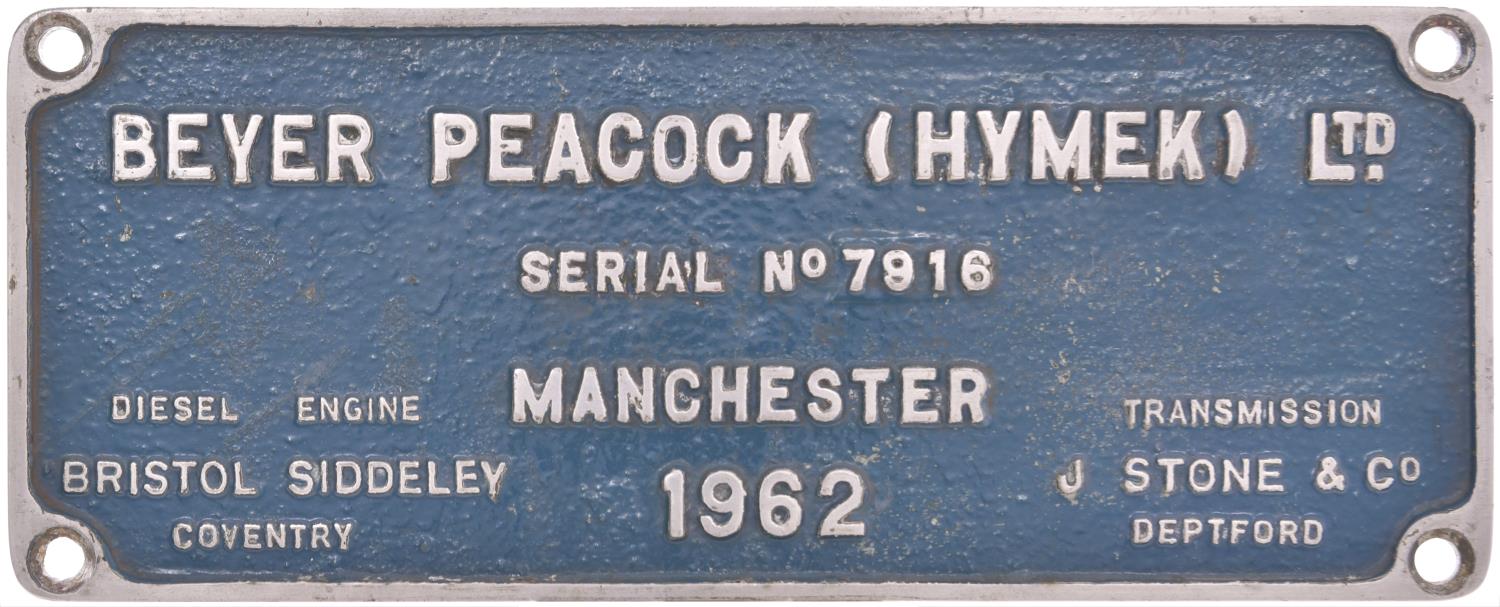 BEYER PEACOCK (HYMEK) LTD.
SERIAL No 7916
MANCHESTER
1962
DIESEL ENGINE
BRISTOL SIDDELEY
COVENTRY
TRANSMISSION
J STONE & Co
DEPTFORD